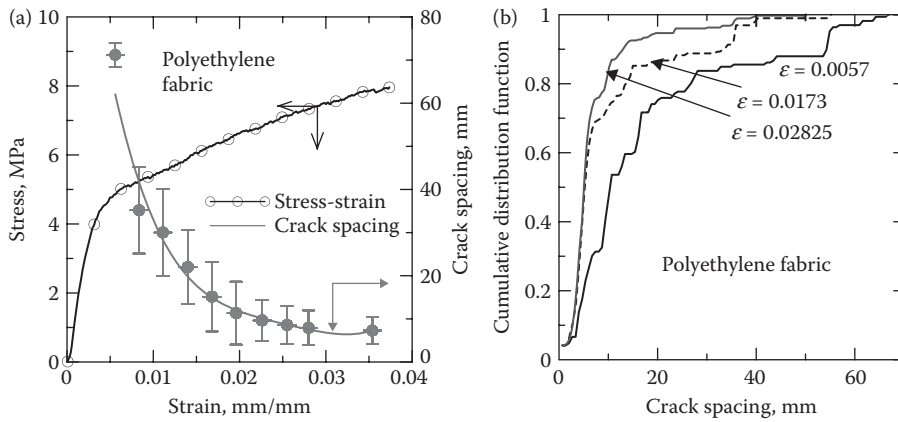 (a)
10
8
6
4
2
0
Stress, MPa
0
0.01
0.02
0.03
0.04
Strain, mm/mm
80
60
40
20
0
Crack spacing, mm
Polyethylene
fabric
Stress-strain
Crack spacing
(b)
1
0.8
0.6
0.4
0.2
0
Cumulative distribution function
0
20
40
60
Crack spacing, mm
ε = 0.0057
ε = 0.0173
ε = 0.02825
Polyethylene fabric